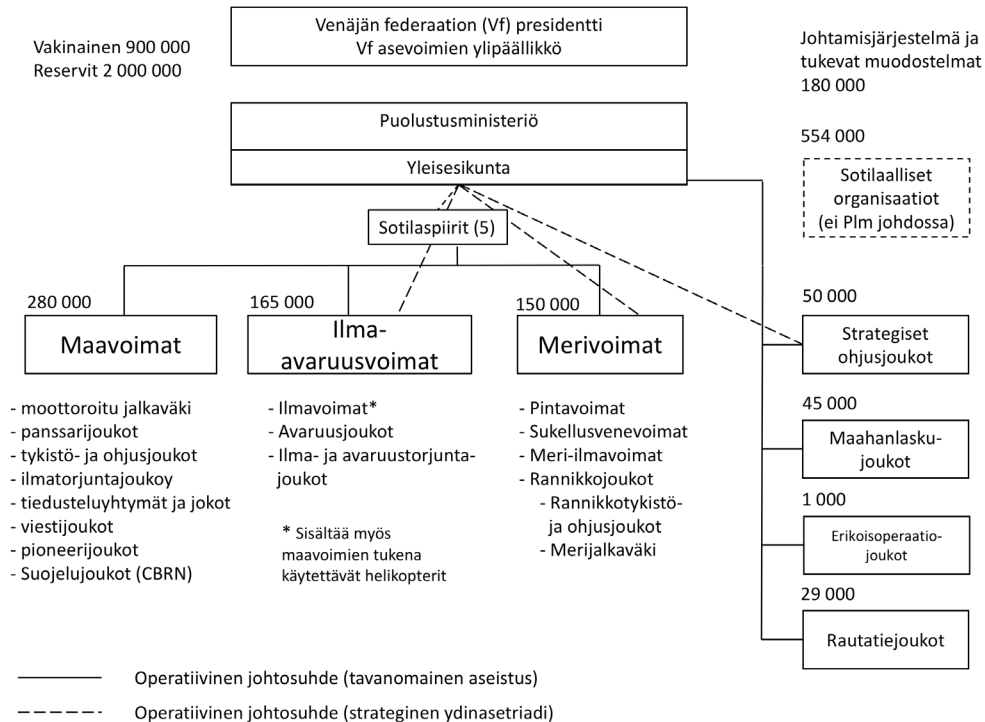 Venäjän federaation (Vf) presidentti
Vf asevoimien ylipäällikkö
Vakinainen 900 000
Reservit 2 000 000
Johtamisjärjestelmä ja
tukevat muodostelmat
180 000
Puolustusministeriö
Yleisesikunta
554 000
Sotilaalliset
organisaatiot
(ei Plm johdossa)
Sotilaspiirit (5)
280 000
Maavoimat
- moottoroitu jalkaväki
- panssarijoukot
- tykistö- ja ohjusjoukot
- ilmatorjuntajoukoy
- tiedusteluyhtymät ja jokot
- viestijoukot
- pioneerijoukot
- Suojelujoukot (CBRN)
165 000
Ilma-
avaruusvoimat
- Ilmavoimat*
- Avaruusjoukot
- Ilma- ja avaruustorjunta-
joukot
* Sisältää myös
maavoimien tukena
käytettävät helikopterit
150 000
Merivoimat
- Pintavoimat
- Sukellusvenevoimat
- Meri-ilmavoimat
- Rannikkojoukot
- Rannikkotykistö-
ja ohjusjoukot
- Merijalkaväki
50 000
Strategiset
ohjusjoukot
45 000
Maahanlasku-
joukot
1 000
Erikoisoperaatio-
joukot
29 000
Rautatiejoukot
Operatiivinen johtosuhde (tavanomainen aseistus)
Operatiivinen johtosuhde (strateginen ydinasetriadi)